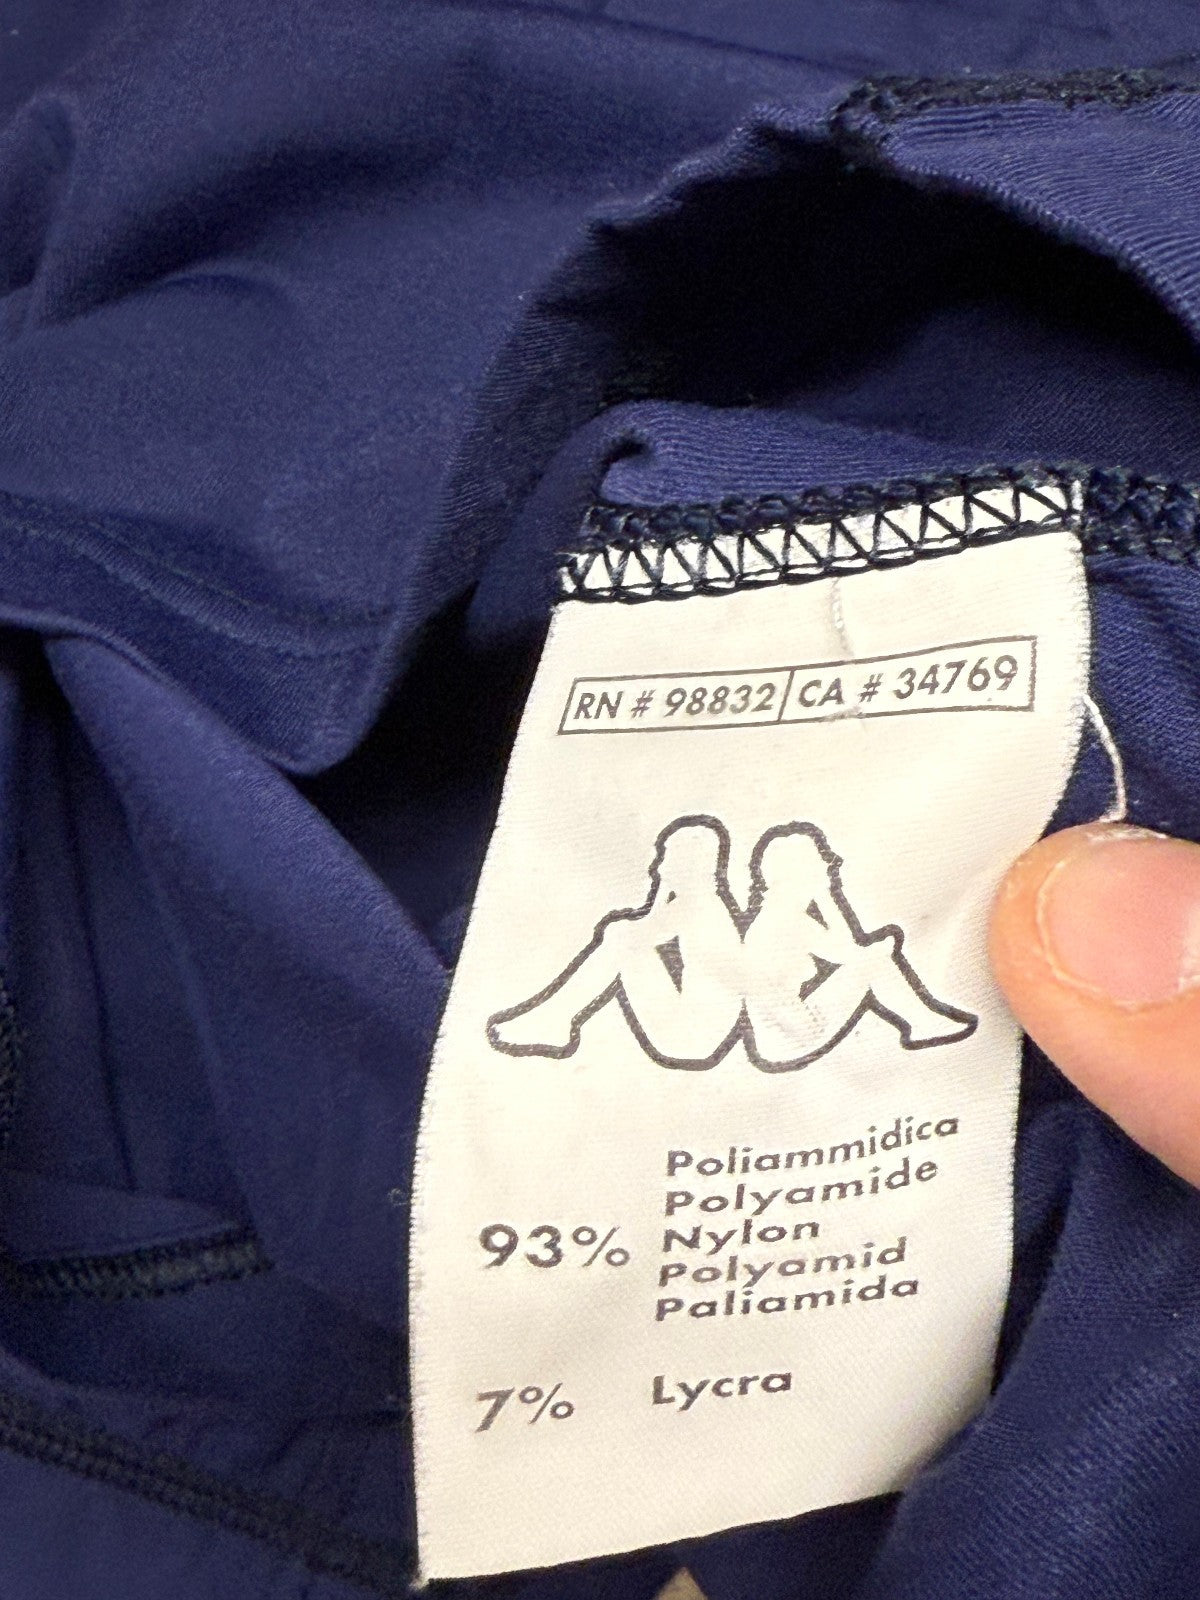 RN # 98832 CA # 34769
Poliammidica
Polyamide
93% Nylon
Polyamid
Paliamida
7% Lycra